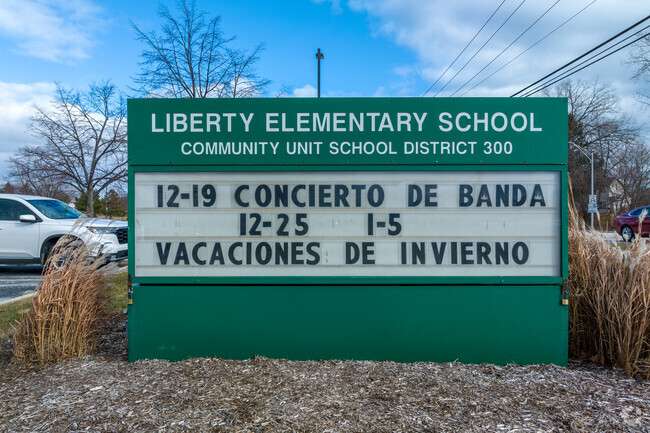 LIBERTY ELEMENTARY SCHOOL
COMMUNITY UNIT SCHOOL DISTRICT 300
12-19 CONCIERTO DE BANDA
12-25 1-5
VACACIONES DE INVIERNO